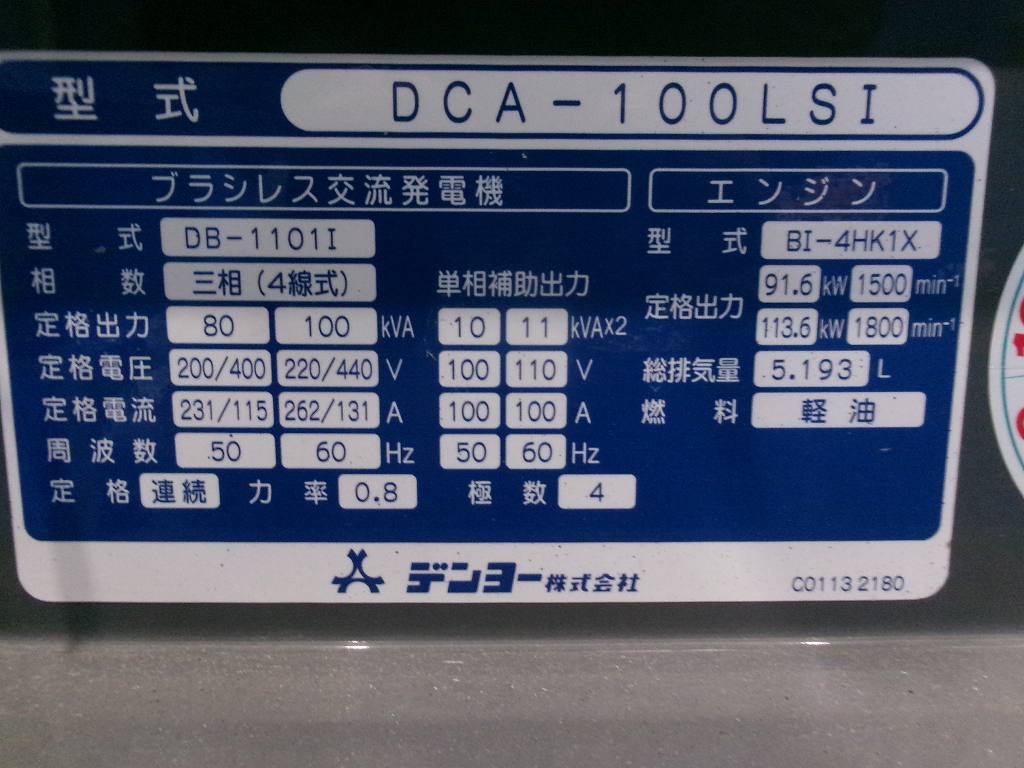 型式 DCA-100LSI
ブラシレス交流発電機
型式 DB-1101I
相数 三相(4線式) 単相補助出力
定格出力 80 100 kVA 10 11 kVA×2
定格電圧 200/400 220/440 V 100 110 V
定格電流 231/115 262/131 A 100 100 A
周波数 50 60 Hz 50 60 Hz
定格 連続 力率 0.8 極数 4
エンジン
型式 BI-4HK1X
定格出力 91.6 kW 1500 min⁻¹
113.6 kW 1800 min⁻¹
総排気量 5.193 L
燃料 軽油
デンヨー株式会社
C01132180